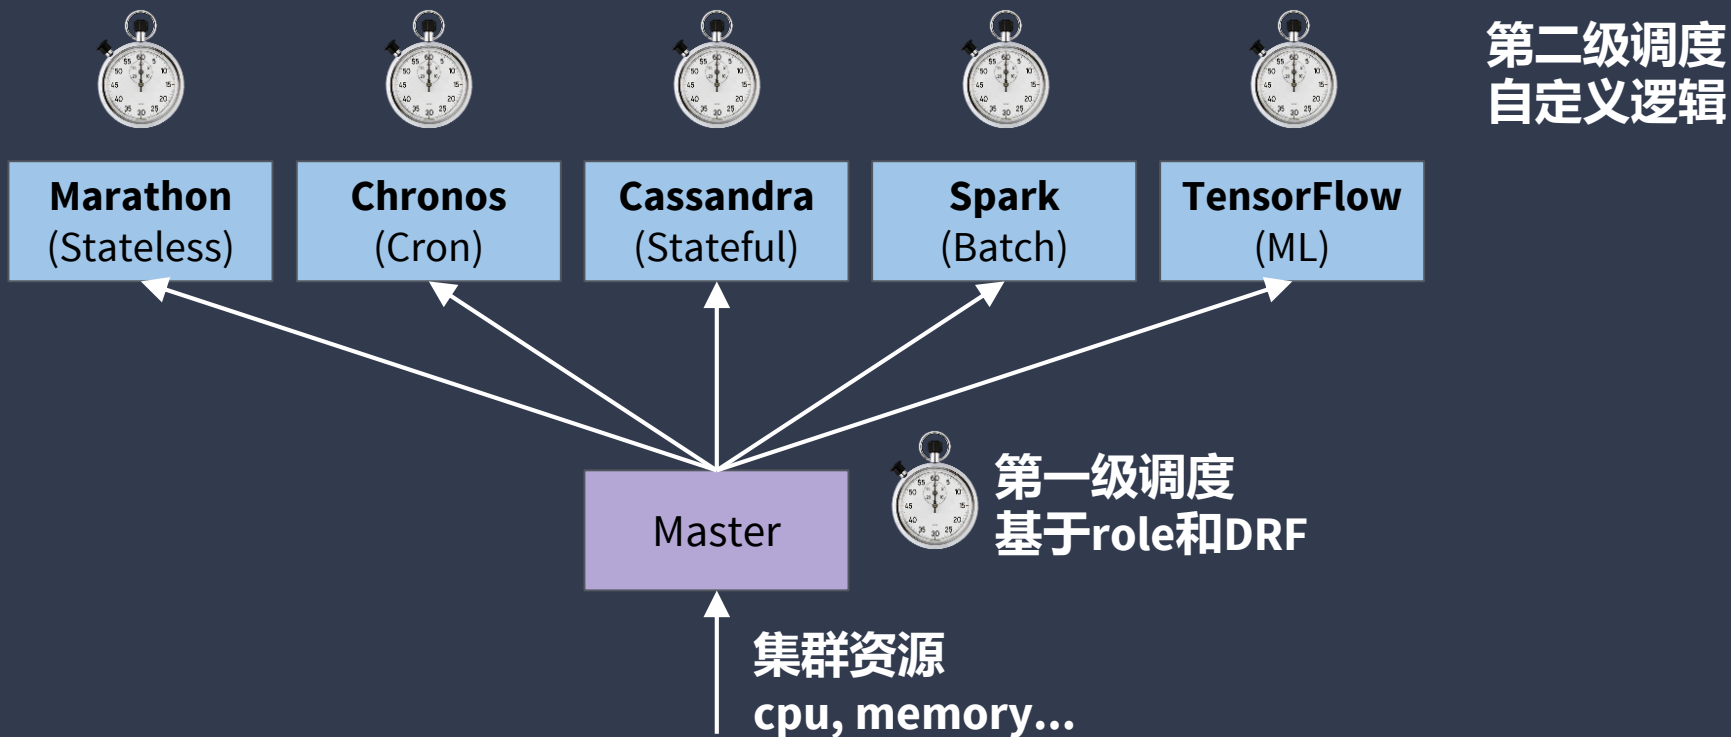 第二级调度
自定义逻辑
Marathon
(Stateless)
Chronos
(Cron)
Cassandra
(Stateful)
Spark
(Batch)
TensorFlow
(ML)
Master
第一级调度
基于role和DRF
集群资源
cpu, memory...